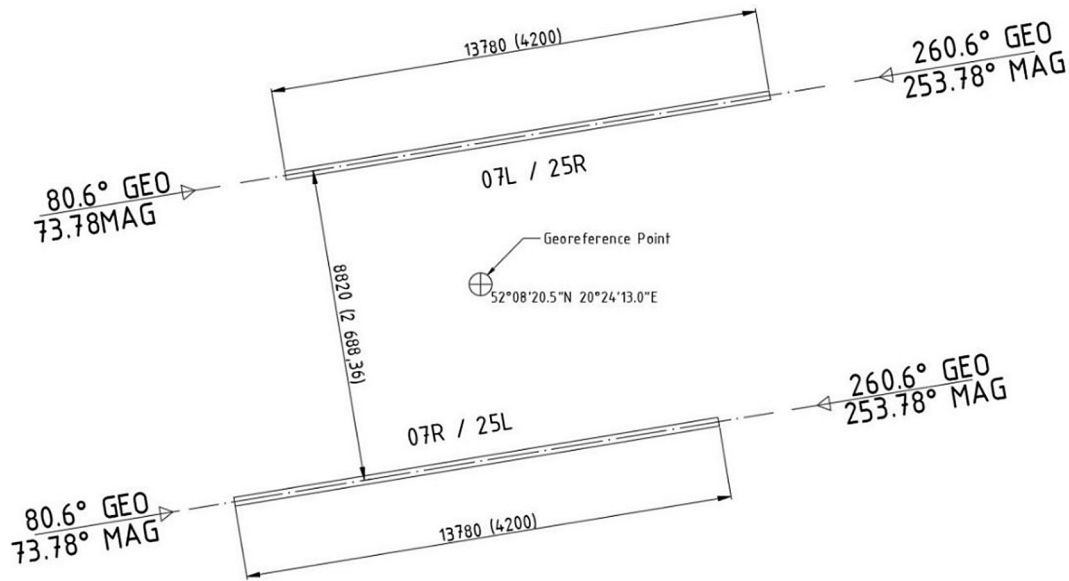 13780 (4200)
260.6° GEO
253.78° MAG
80.6° GEO
73.78MAG
07L / 25R
Georeference Point
52°08'20.5"N 20°24'13.0"E
8820 (2 688,36)
260.6° GEO
253.78° MAG
07R / 25L
80.6° GEO
73.78° MAG
13780 (4200)